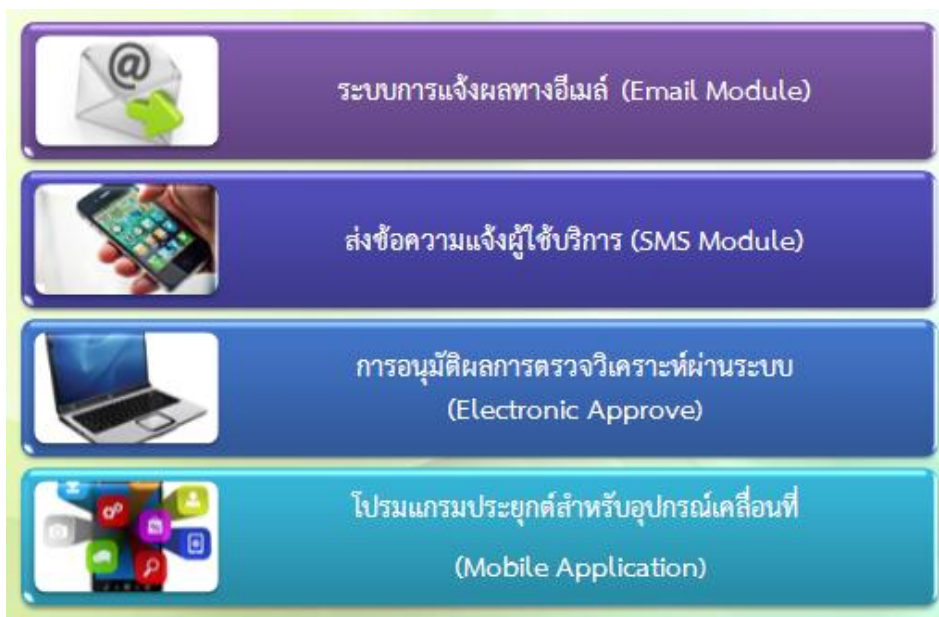 ระบบการแจ้งผลทางอีเมล์ (Email Module)
ส่งข้อความแจ้งผู้ใช้บริการ (SMS Module)
การอนุมัติผลการตรวจวิเคราะห์ผ่านระบบ
(Electronic Approve)
โปรมแกรมประยุกต์สำหรับอุปกรณ์เคลื่อนที่
(Mobile Application)